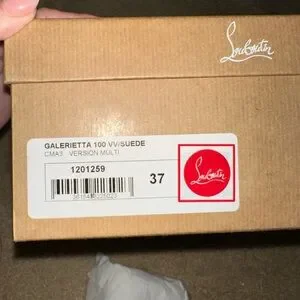 Louboutin
GALERIETTA 100 VV/SUEDE
CMA3 VERSION MULTI
1201259
37
Louboutin